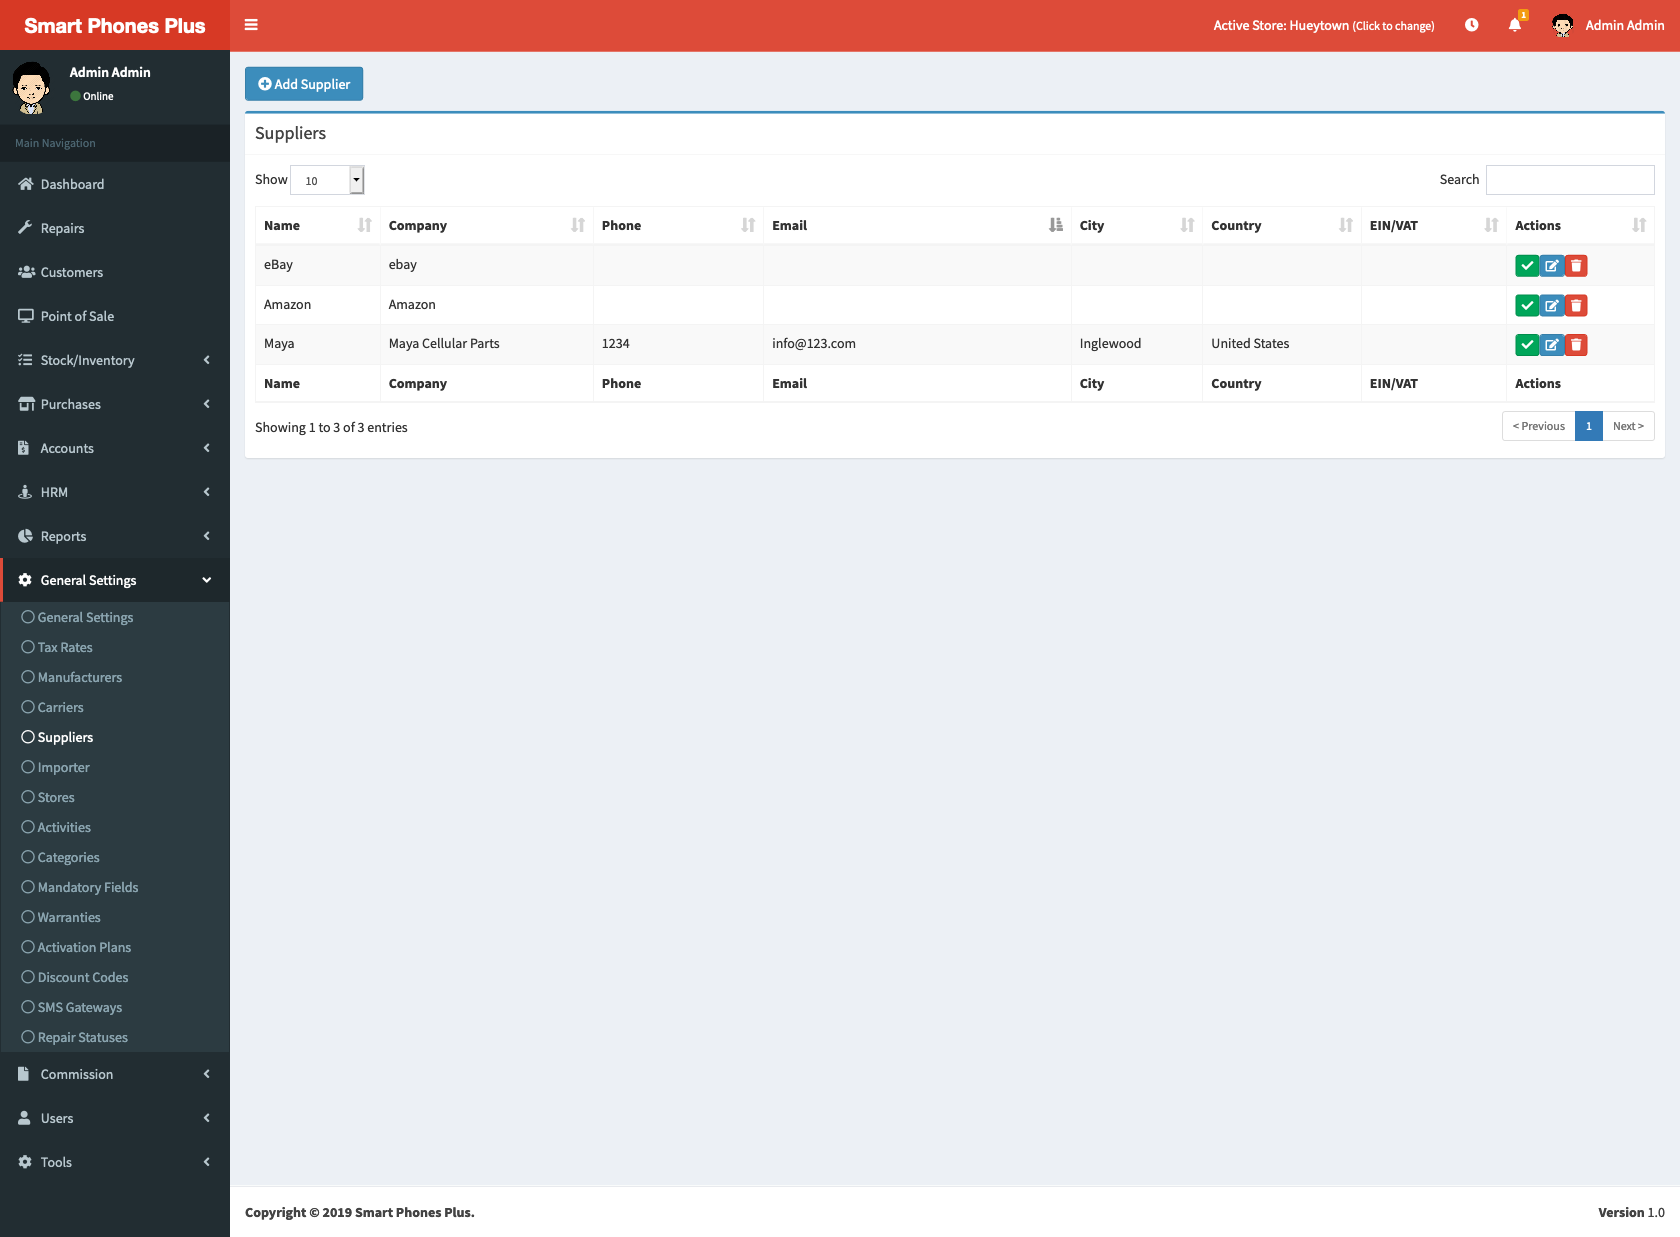 Smart Phones Plus
Active Store: Hueytown (Click to change)
1
Admin Admin
Admin Admin
Online
Main Navigation
Dashboard
Repairs
Customers
Point of Sale
Stock/Inventory
Purchases
Accounts
HRM
Reports
General Settings
General Settings
Tax Rates
Manufacturers
Carriers
Suppliers
Importer
Stores
Activities
Categories
Mandatory Fields
Warranties
Activation Plans
Discount Codes
SMS Gateways
Repair Statuses
Commission
Users
Tools
Add Supplier
Suppliers
Show 10 Search
Name Company Phone Email City Country EIN/VAT Actions
eBay ebay
Amazon Amazon
Maya Maya Cellular Parts 1234 info@123.com Inglewood United States
Name Company Phone Email City Country EIN/VAT Actions
Showing 1 to 3 of 3 entries
< Previous 1 Next >
Copyright © 2019 Smart Phones Plus.
Version 1.0